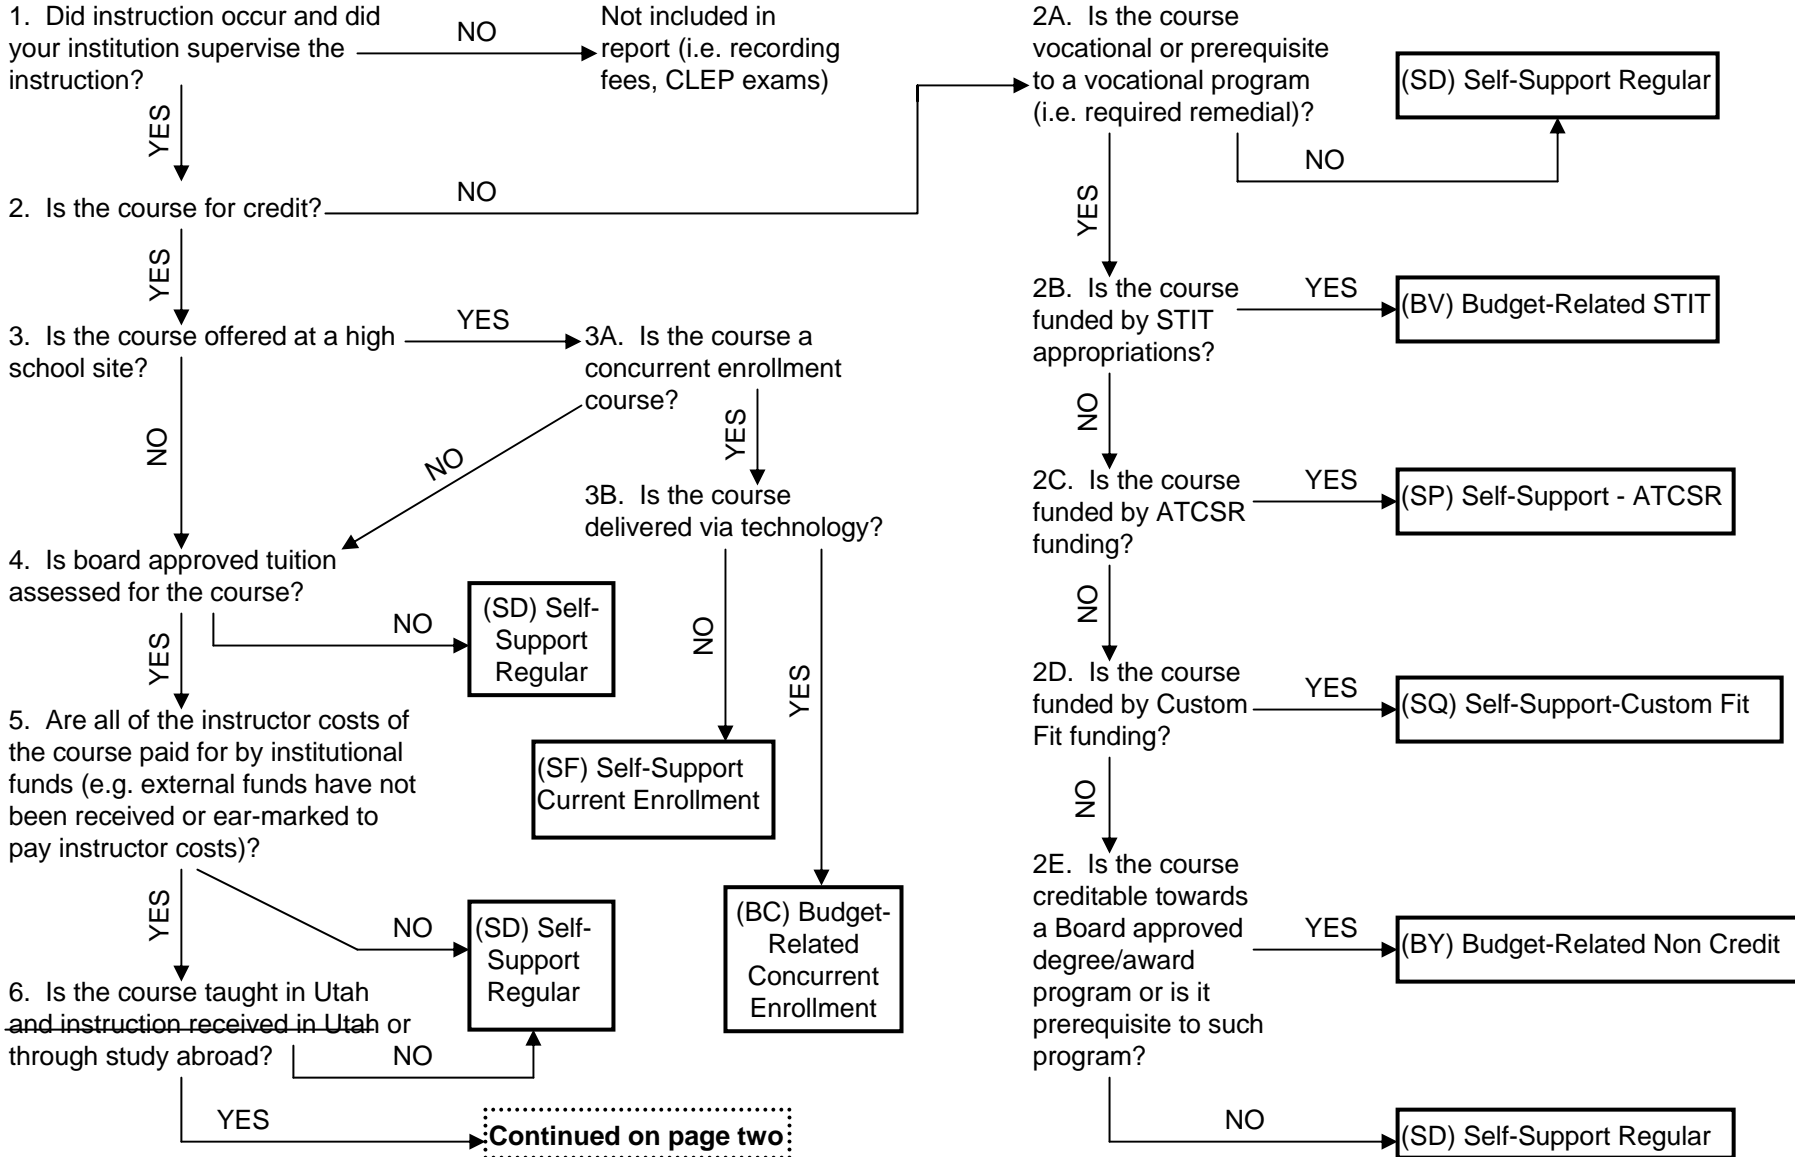 1. Did instruction occur and did
your institution supervise the
instruction?
NO
Not included in
report (i.e. recording
fees, CLEP exams)
YES
2. Is the course for credit?
NO
YES
3. Is the course offered at a high
school site?
YES
3A. Is the course a
concurrent enrollment
course?
NO
NO
YES
3B. Is the course
delivered via technology?
NO
YES
(SF) Self-Support
Current Enrollment
(BC) Budget-
Related
Concurrent
Enrollment
4. Is board approved tuition
assessed for the course?
NO
(SD) Self-
Support
Regular
YES
5. Are all of the instructor costs of
the course paid for by institutional
funds (e.g. external funds have not
been received or ear-marked to
pay instructor costs)?
NO
(SD) Self-
Support
Regular
YES
6. Is the course taught in Utah
and instruction received in Utah or
through study abroad?
NO
YES
Continued on page two
2A. Is the course
vocational or prerequisite
to a vocational program
(i.e. required remedial)?
NO
(SD) Self-Support Regular
YES
2B. Is the course
funded by STIT
appropriations?
YES
(BV) Budget-Related STIT
NO
2C. Is the course
funded by ATCSR
funding?
YES
(SP) Self-Support - ATCSR
NO
2D. Is the course
funded by Custom
Fit funding?
YES
(SQ) Self-Support-Custom Fit
NO
2E. Is the course
creditable towards
a Board approved
degree/award
program or is it
prerequisite to such
program?
YES
(BY) Budget-Related Non Credit
NO
(SD) Self-Support Regular